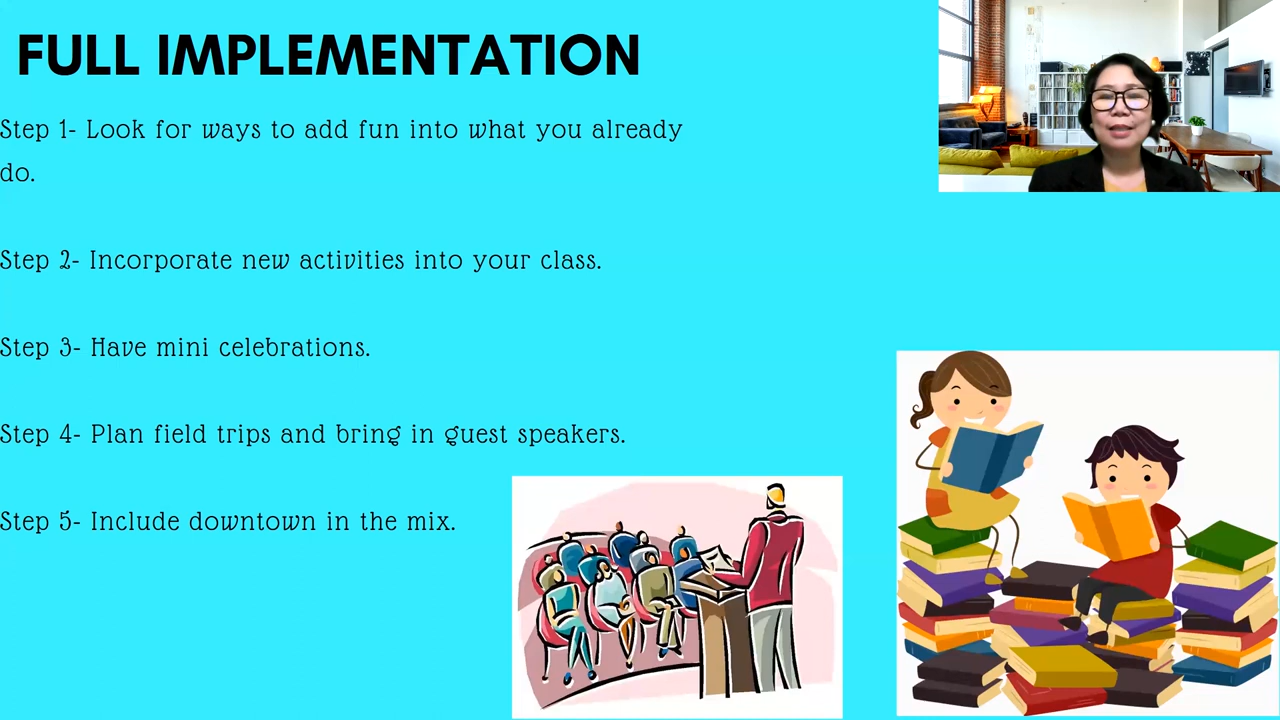 FULL IMPLEMENTATION
Step 1- Look for ways to add fun into what you already
do.
Step 2- Incorporate new activities into your class.
Step 3- Have mini celebrations.
Step 4- Plan field trips and bring in guest speakers.
Step 5- Include downtown in the mix.